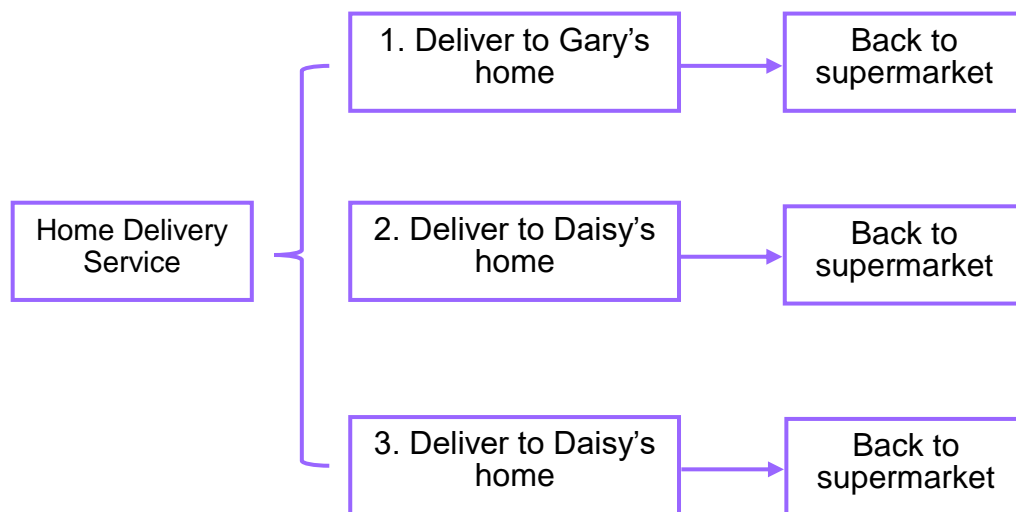 1. Deliver to Gary’s
home
Back to
supermarket
Home Delivery
Service
2. Deliver to Daisy’s
home
Back to
supermarket
3. Deliver to Daisy’s
home
Back to
supermarket